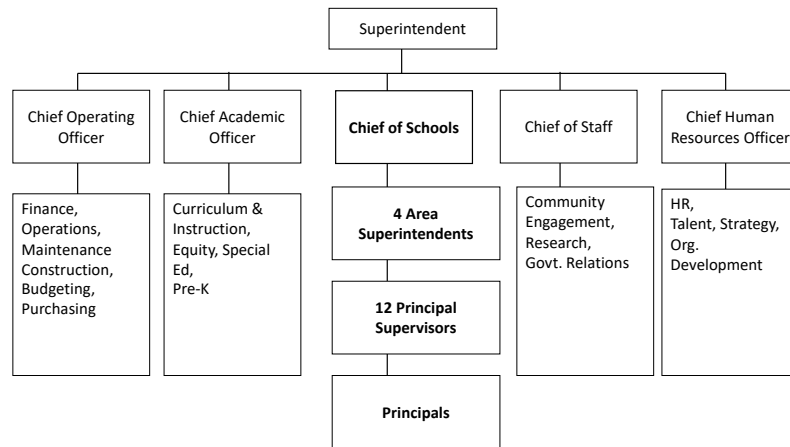 Superintendent
Chief Operating
Officer
Chief Academic
Officer
Chief of Schools
Chief of Staff
Chief Human
Resources Officer
Finance,
Operations,
Maintenance
Construction,
Budgeting,
Purchasing
Curriculum &
Instruction,
Equity, Special
Ed,
Pre-K
4 Area
Superintendents
12 Principal
Supervisors
Principals
Community
Engagement,
Research,
Govt. Relations
HR,
Talent, Strategy,
Org.
Development